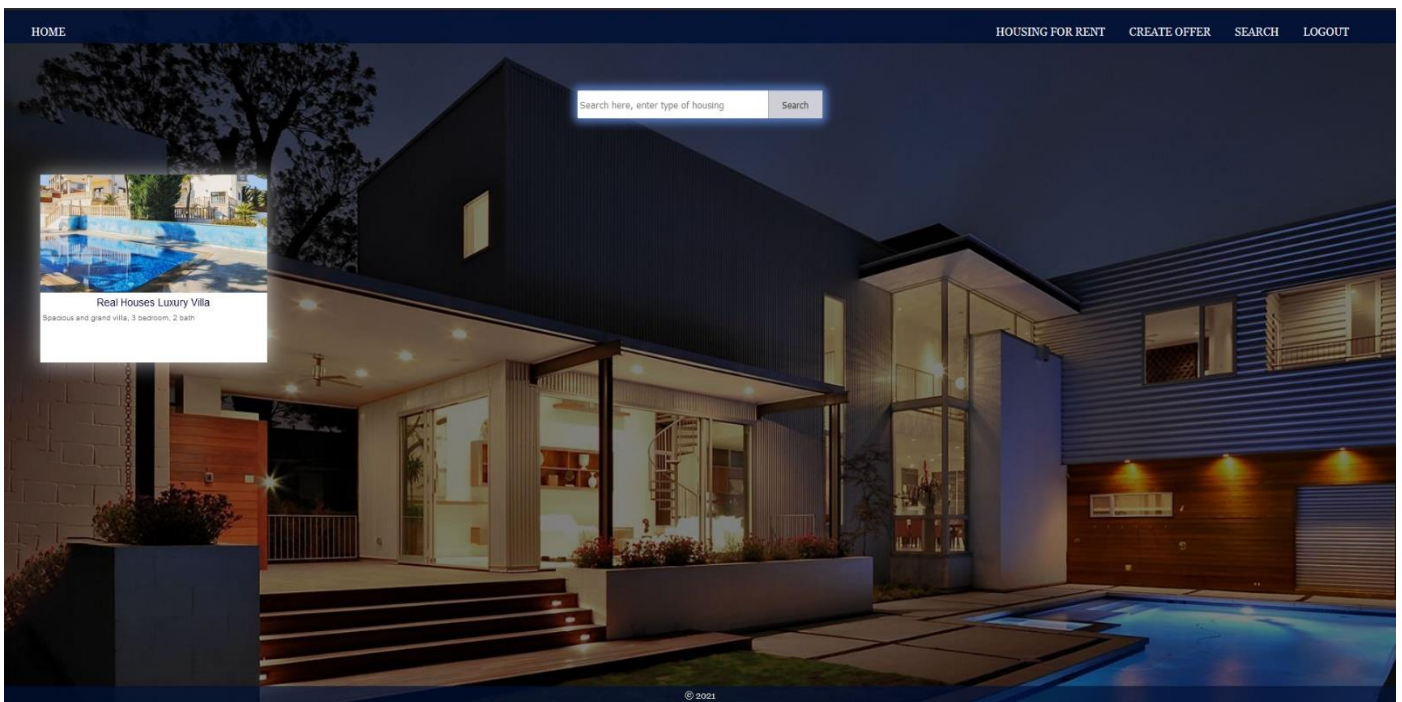 HOME
HOUSING FOR RENT
CREATE OFFER
SEARCH
LOGOUT
Search here, enter type of housing
Search
Real Houses Luxury Villa
Spacious and grand villa, 3 bedroom, 2 bath
© 2021